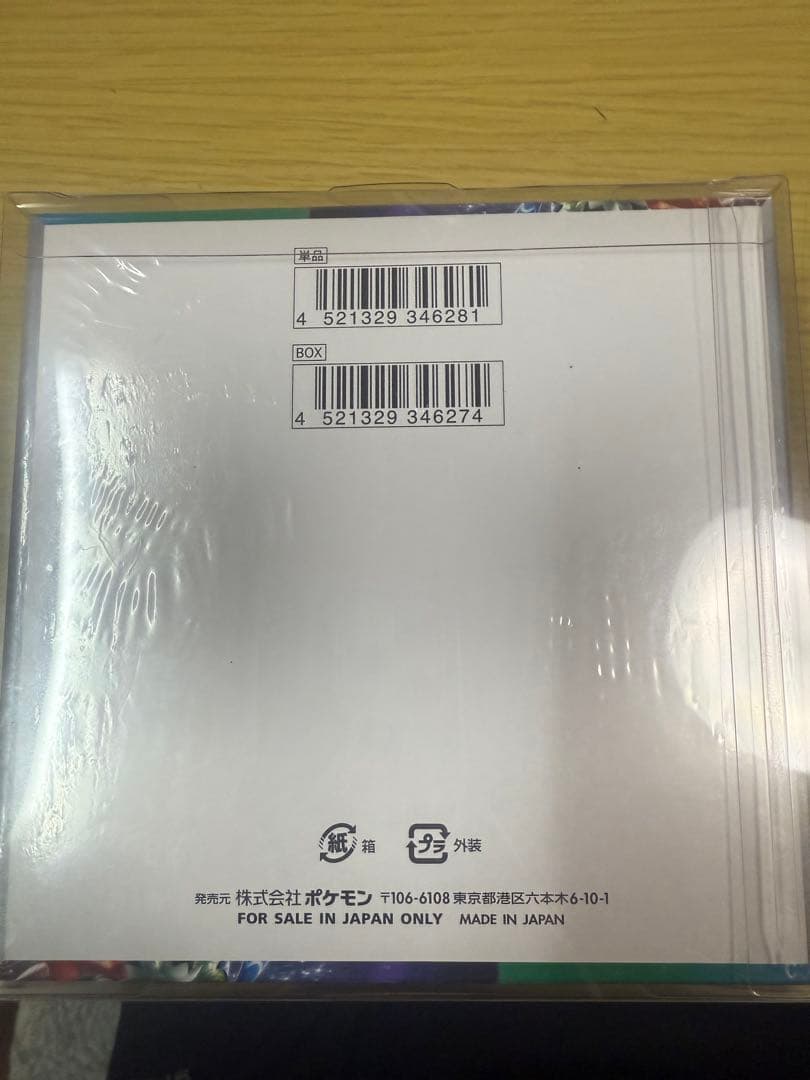 単品
4 521329 346281
BOX
4 521329 346274
紙 箱 プラ 外装
発売元 株式会社ポケモン 〒106-6108 東京都港区六本木6-10-1
FOR SALE IN JAPAN ONLY MADE IN JAPAN